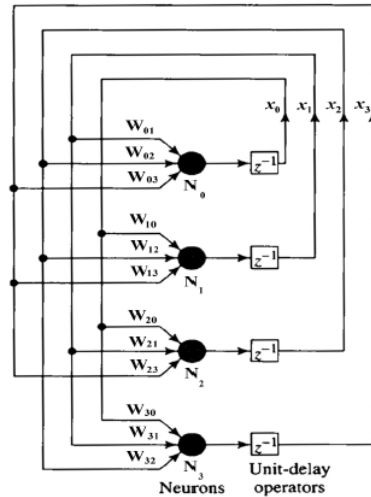 x₀ x₁ x₂ x₃
W₀₁
W₀₂
W₀₃
z⁻¹
N₀
W₁₀
W₁₂
W₁₃
z⁻¹
N₁
W₂₀
W₂₁
W₂₃
z⁻¹
N₂
W₃₀
W₃₁
W₃₂
z⁻¹
N₃
Neurons
Unit-delay
operators